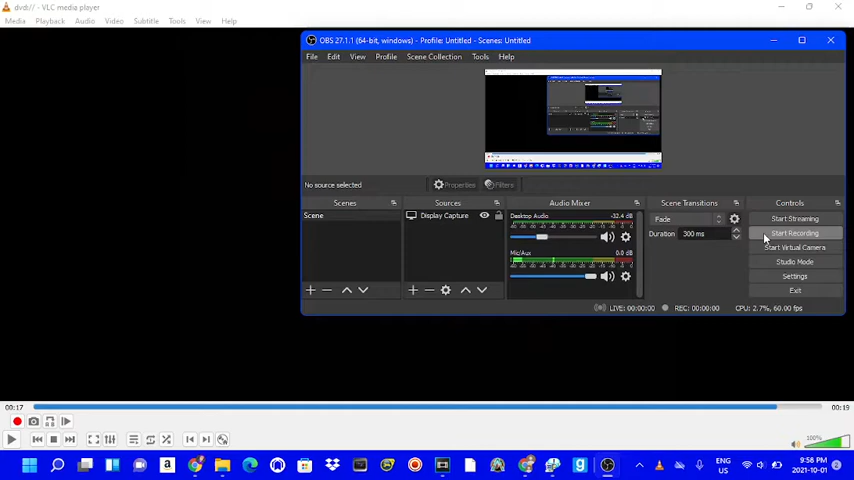 dvd:// - VLC media player
Media Playback Audio Video Subtitle Tools View Help
OBS 27.1.1 (64-bit, windows) - Profile: Untitled - Scenes: Untitled
File Edit View Profile Scene Collection Tools Help
No source selected
Properties
Filters
Scenes
Scene
Sources
Display Capture
Audio Mixer
Desktop Audio -32.4 dB
Mic/Aux 0.0 dB
Scene Transitions
Fade
Duration 300 ms
Controls
Start Streaming
Start Recording
Start Virtual Camera
Studio Mode
Settings
Exit
LIVE: 00:00:00 REC: 00:00:00 CPU: 2.7%, 60.00 fps
00:17 00:19
100%
ENG
US
9:58 PM
2021-10-01